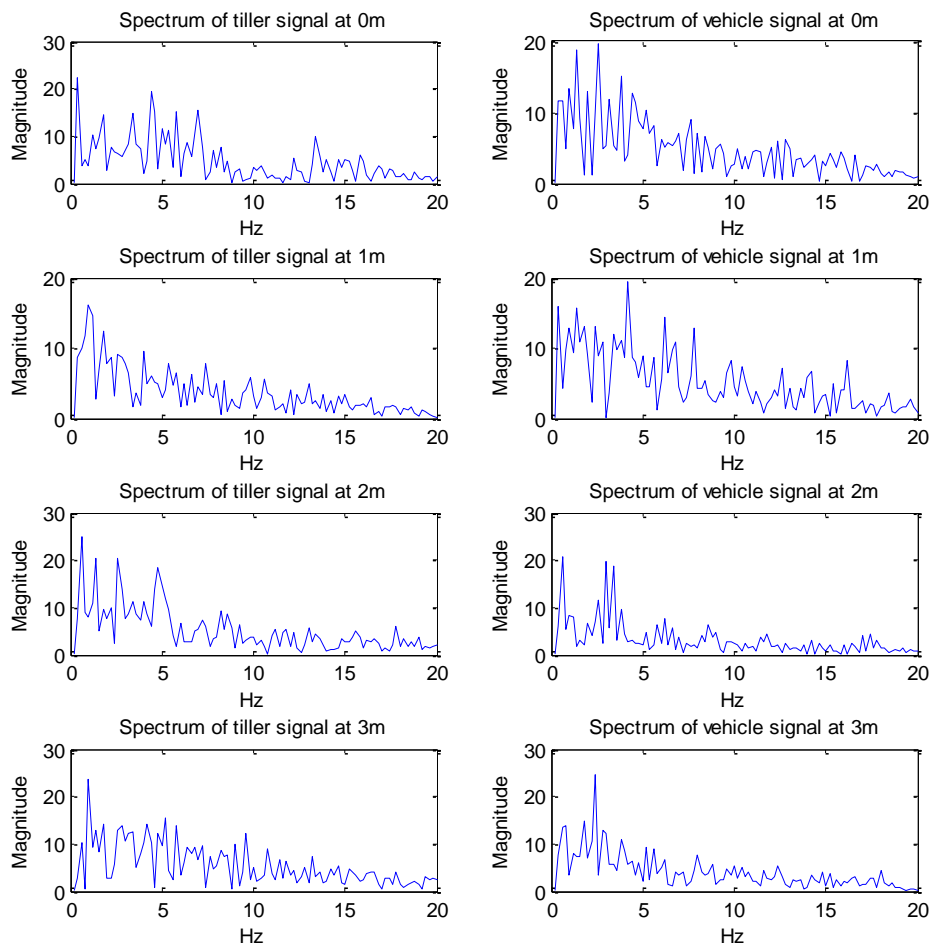 Spectrum of tiller signal at 0m
30
20
10
0
Magnitude
0 5 10 15 20
Hz
Spectrum of vehicle signal at 0m
20
10
0
Magnitude
0 5 10 15 20
Hz
Spectrum of tiller signal at 1m
20
10
0
Magnitude
0 5 10 15 20
Hz
Spectrum of vehicle signal at 1m
20
10
0
Magnitude
0 5 10 15 20
Hz
Spectrum of tiller signal at 2m
30
20
10
0
Magnitude
0 5 10 15 20
Hz
Spectrum of vehicle signal at 2m
30
20
10
0
Magnitude
0 5 10 15 20
Hz
Spectrum of tiller signal at 3m
30
20
10
0
Magnitude
0 5 10 15 20
Hz
Spectrum of vehicle signal at 3m
30
20
10
0
Magnitude
0 5 10 15 20
Hz